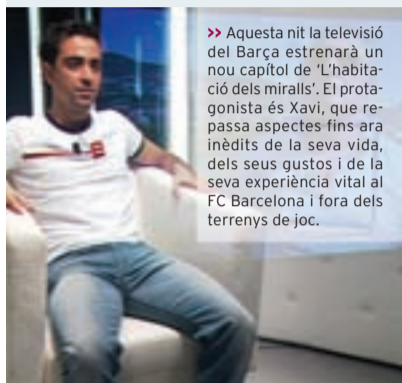 >> Aquesta nit la televisió
del Barça estrenarà un
nou capítol de ‘L’habita-
ció dels miralls’. El prota-
gonista és Xavi, que re-
passa aspectes fins ara
inèdits de la seva vida,
dels seus gustos i de la
seva experiència vital al
FC Barcelona i fora dels
terrenys de joc.